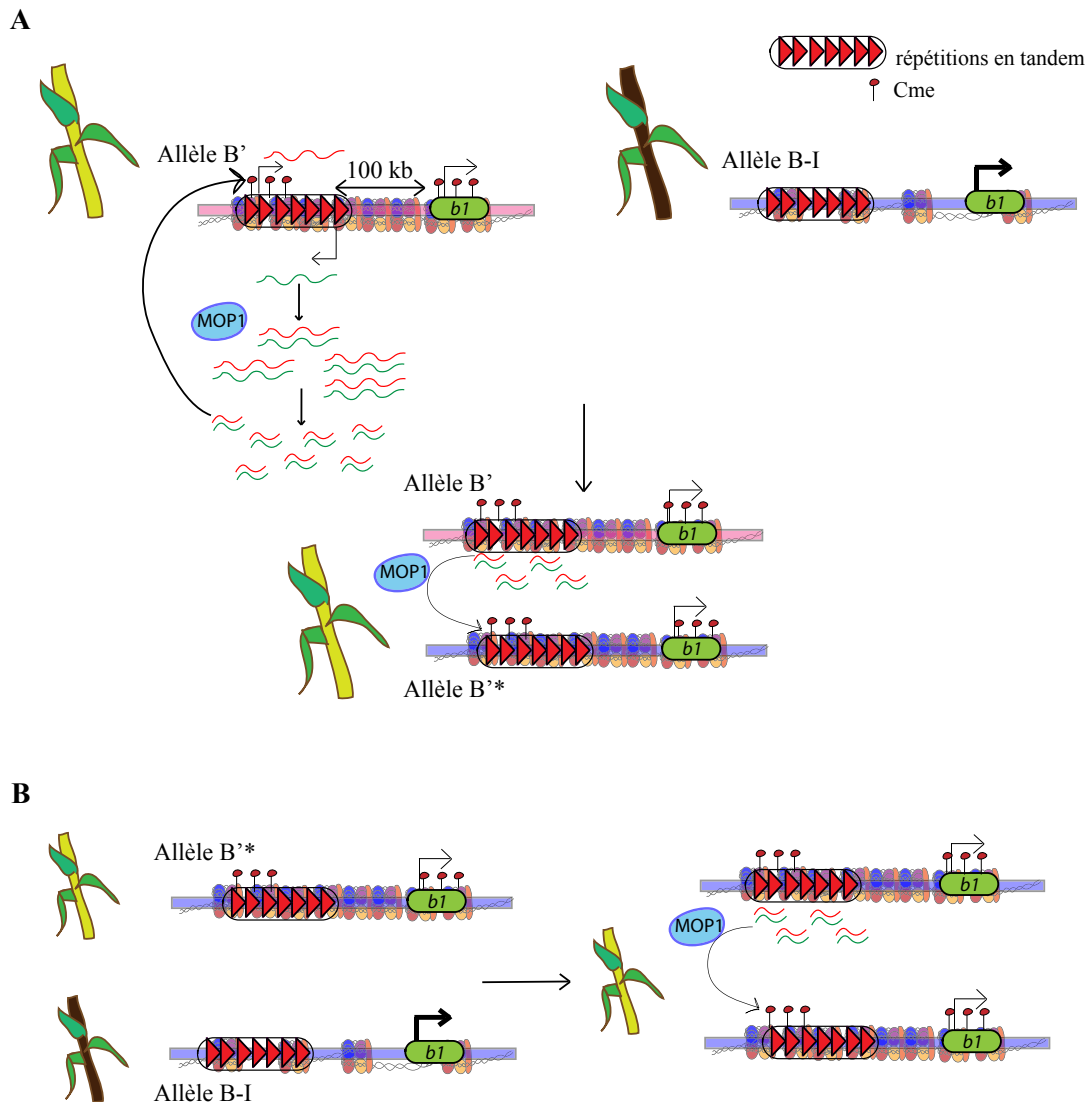 A
répétitions en tandem
Cme
Allèle B'
100 kb
b1
Allèle B-I
b1
MOP1
Allèle B'
b1
MOP1
b1
Allèle B'*
B
Allèle B'*
b1
b1
MOP1
b1
b1
Allèle B-I